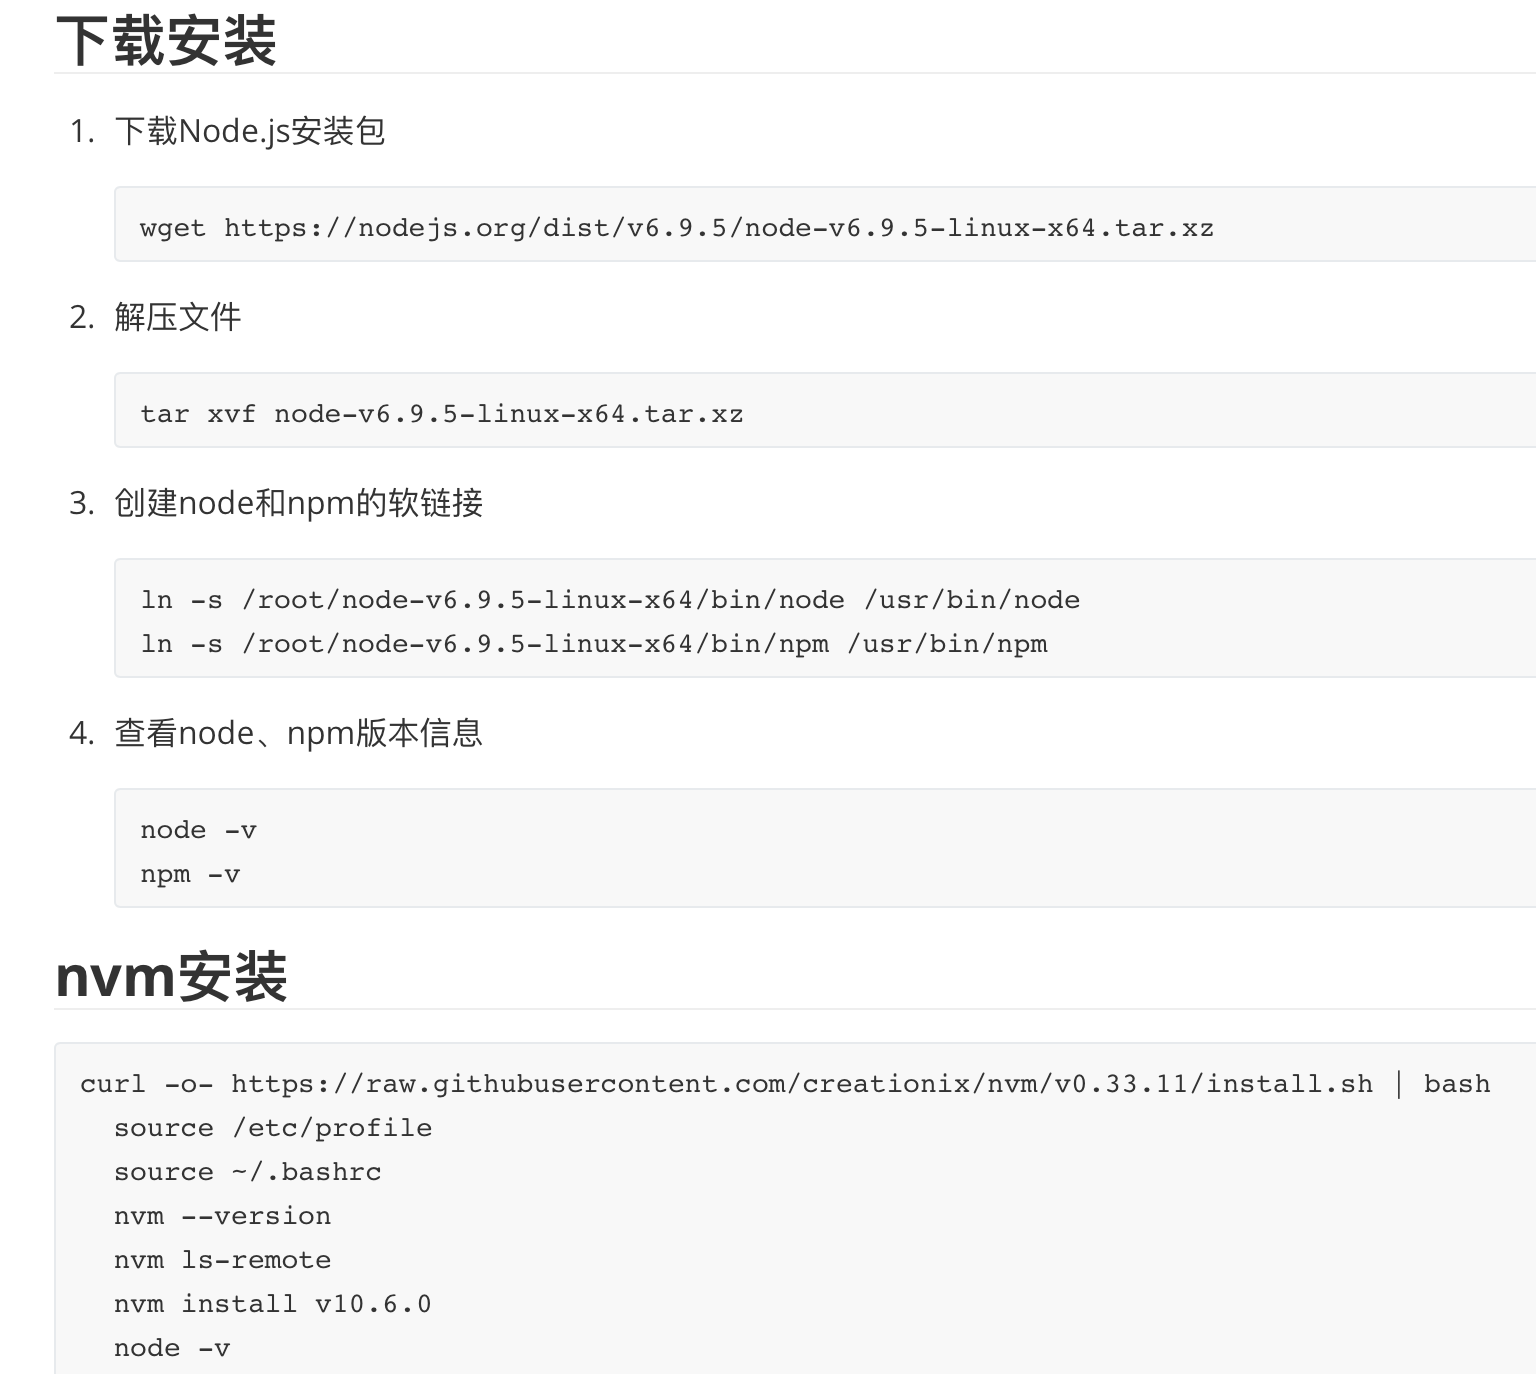 下载安装
1. 下载Node.js安装包
wget https://nodejs.org/dist/v6.9.5/node-v6.9.5-linux-x64.tar.xz
2. 解压文件
tar xvf node-v6.9.5-linux-x64.tar.xz
3. 创建node和npm的软链接
ln -s /root/node-v6.9.5-linux-x64/bin/node /usr/bin/node
ln -s /root/node-v6.9.5-linux-x64/bin/npm /usr/bin/npm
4. 查看node、npm版本信息
node -v
npm -v
nvm安装
curl -o- https://raw.githubusercontent.com/creationix/nvm/v0.33.11/install.sh | bash
source /etc/profile
source ~/.bashrc
nvm --version
nvm ls-remote
nvm install v10.6.0
node -v